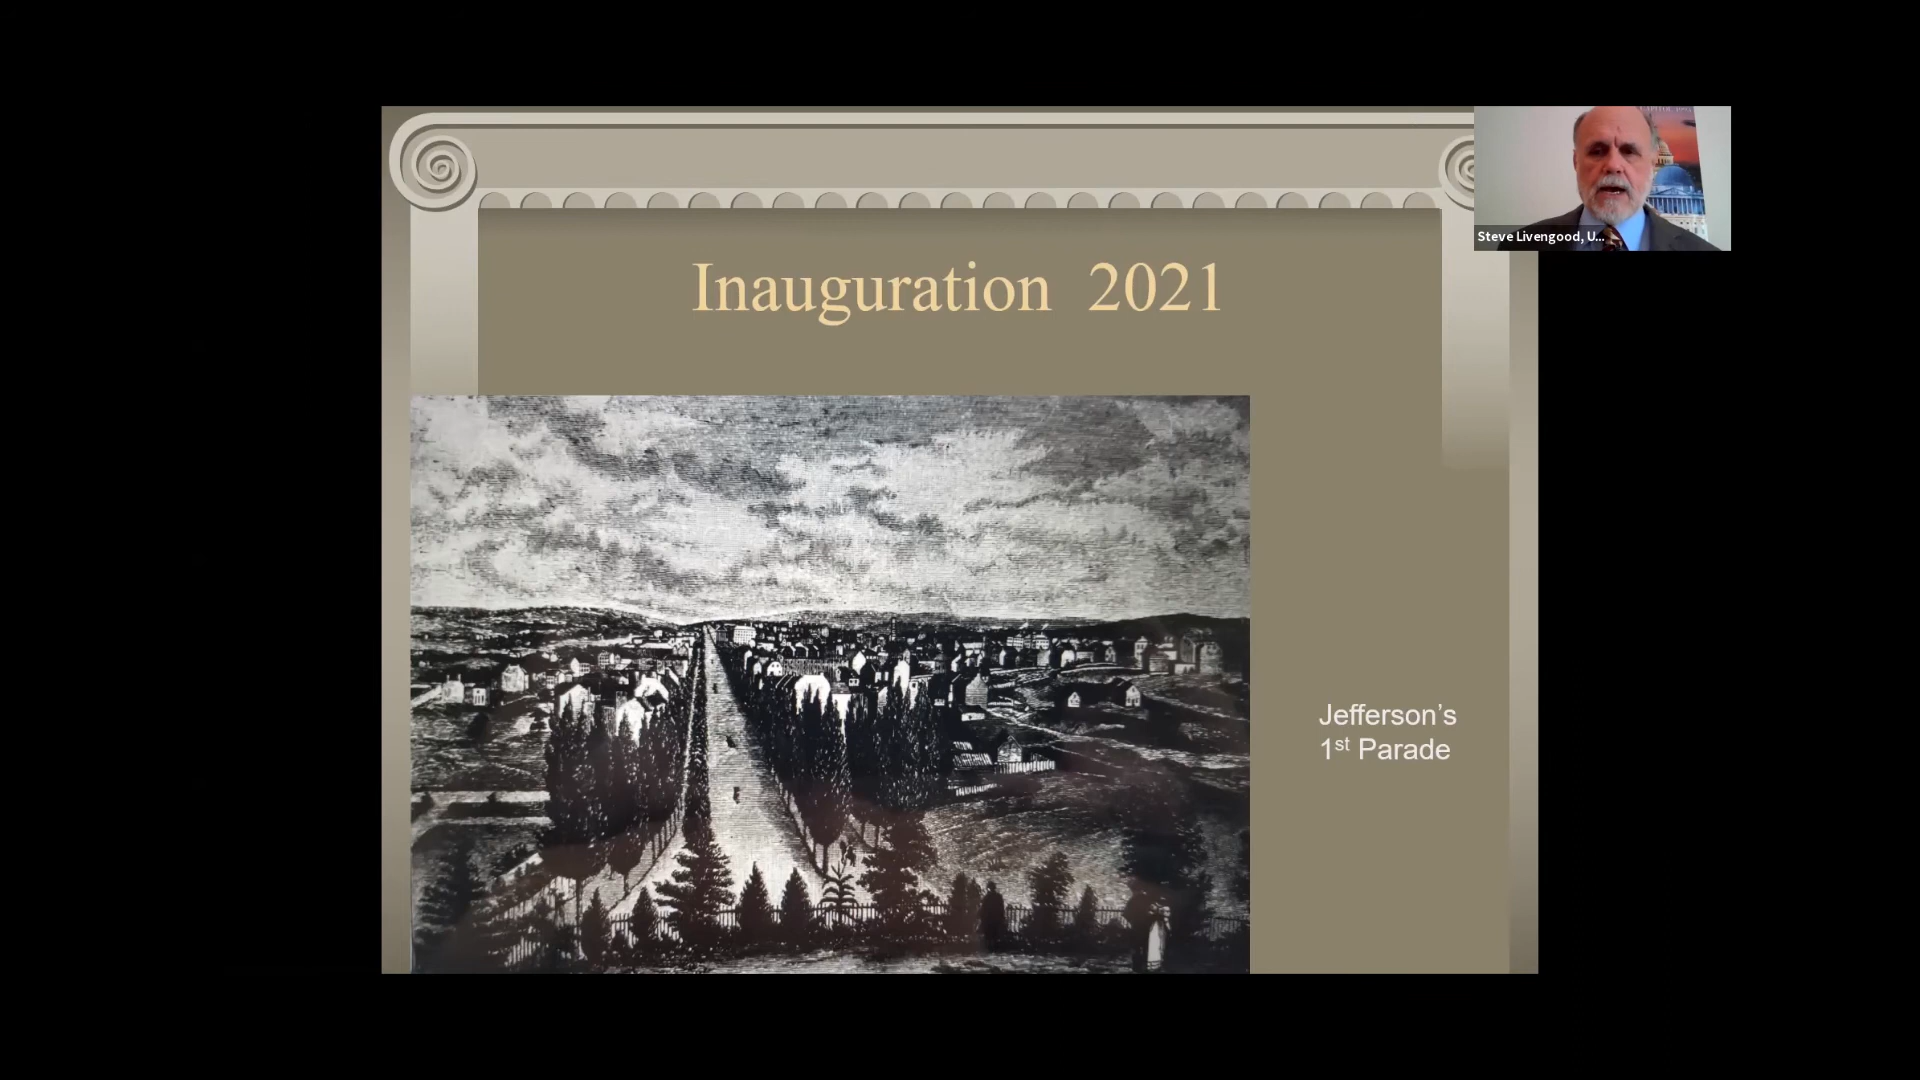 Inauguration 2021
Steve Livengood, U...
Jefferson’s
1st Parade